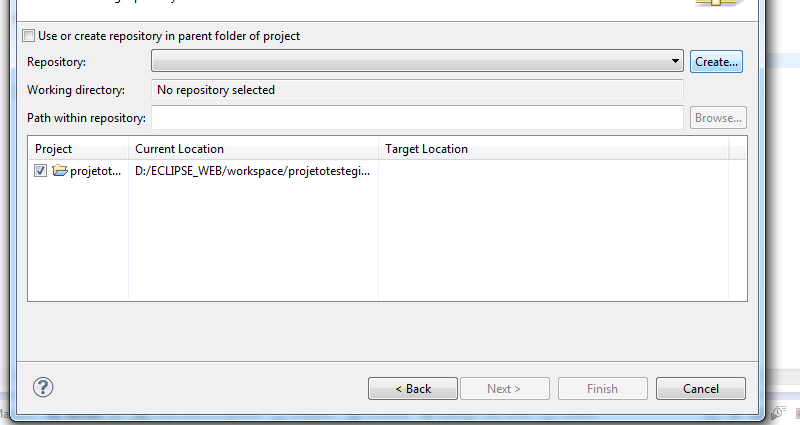 Use or create repository in parent folder of project
Repository:
Create...
Working directory:
No repository selected
Path within repository:
Browse...
Project
Current Location
Target Location
projetot...
D:/ECLIPSE_WEB/workspace/projetotestegi...
?
< Back
Next >
Finish
Cancel